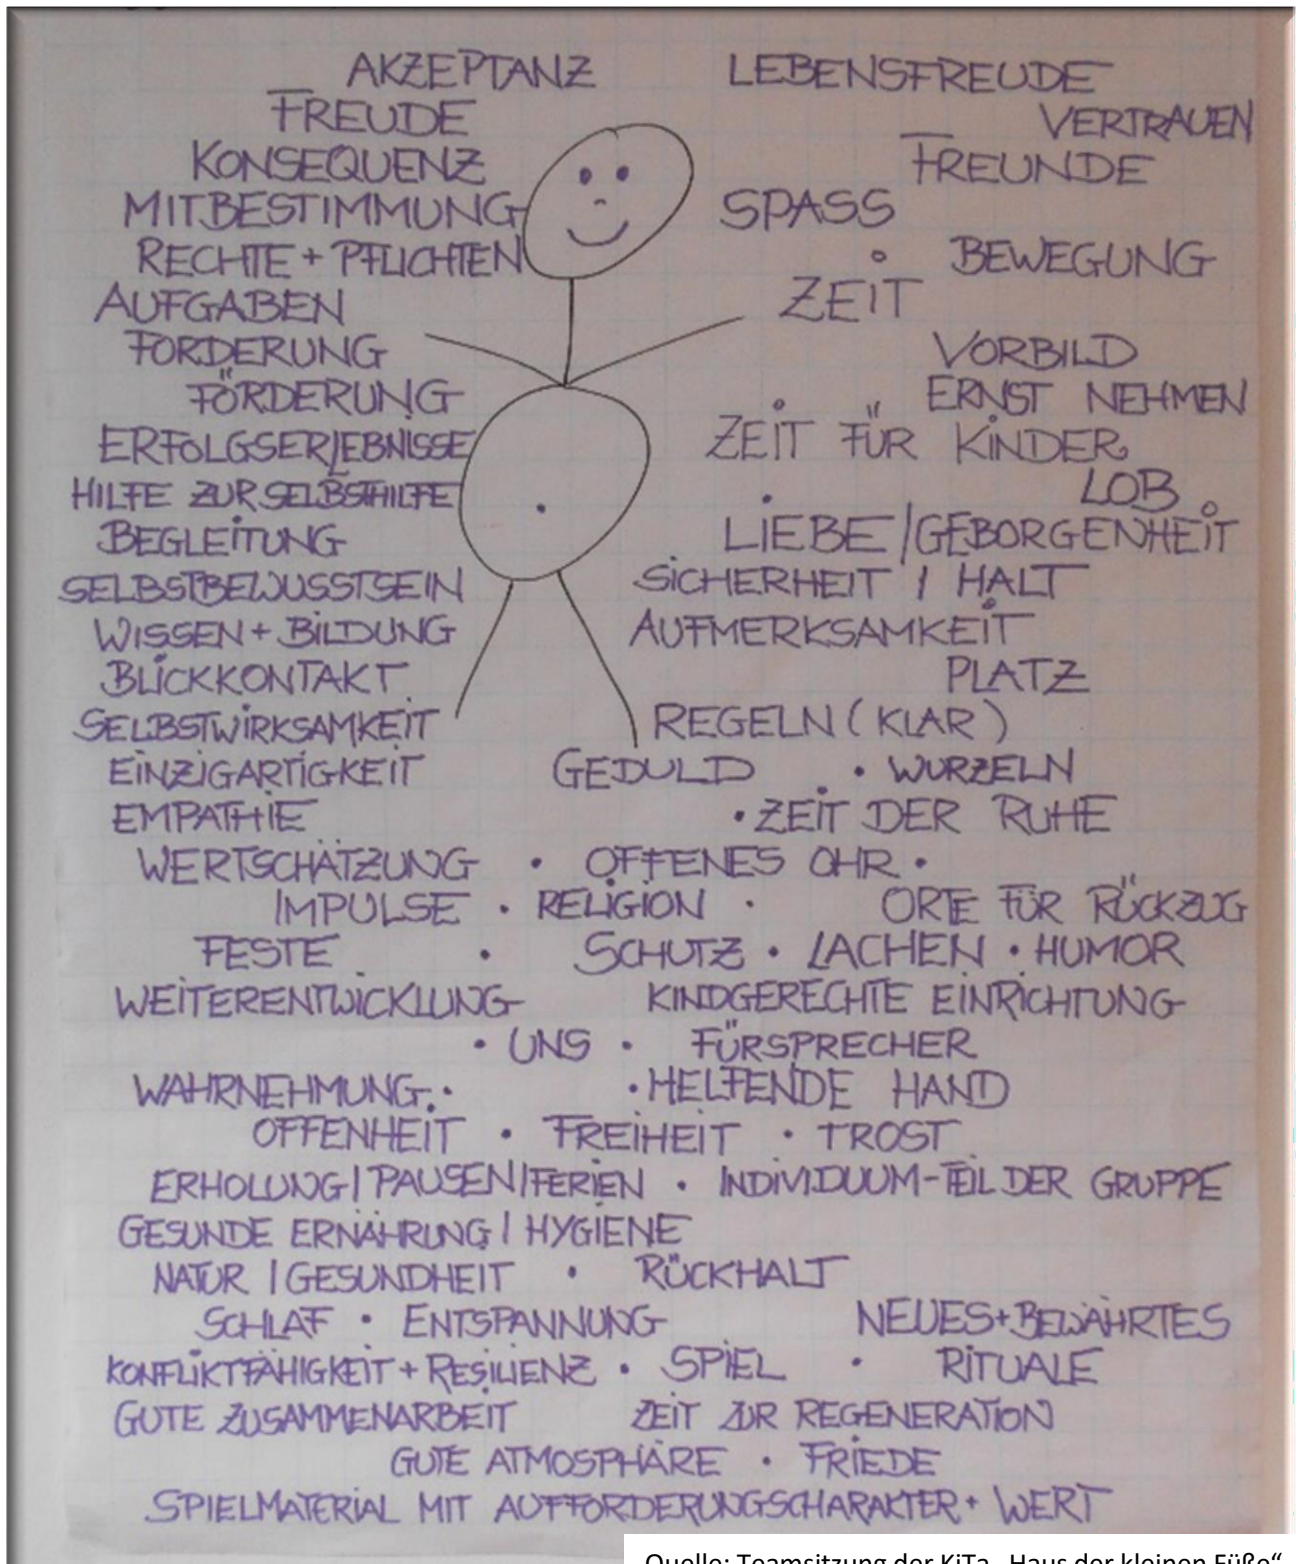 AKZEPTANZ LEBENSFREUDE
FREUDE VERTRAUEN
KONSEQUENZ FREUNDE
MITBESTIMMUNG SPASS
RECHTE + PFLICHTEN BEWEGUNG
AUFGABEN ZEIT
FORDERUNG VORBILD
FÖRDERUNG ERNST NEHMEN
ERFOLGSERLEBNISSE ZEIT FÜR KINDER
HILFE ZUR SELBSTHILFE LOB
BEGLEITUNG LIEBE / GEBORGENHEIT
SELBSTBEWUSSTSEIN SICHERHEIT / HALT
WISSEN + BILDUNG AUFMERKSAMKEIT
BLICKKONTAKT PLATZ
SELBSTWIRKSAMKEIT REGELN (KLAR)
EINZIGARTIGKEIT GEDULD • WURZELN
EMPATHIE • ZEIT DER RUHE
WERTSCHÄTZUNG • OFFENES OHR •
IMPULSE • RELIGION • ORTE FÜR RÜCKZUG
FESTE • SCHUTZ • LACHEN • HUMOR
WEITERENTWICKLUNG KINDGERECHTE EINRICHTUNG
• UNS • FÜRSPRECHER
WAHRNEHMUNG • • HELFENDE HAND
OFFENHEIT • FREIHEIT • TROST
ERHOLUNG / PAUSEN / FERIEN • INDIVIDUUM - TEIL DER GRUPPE
GESUNDE ERNÄHRUNG / HYGIENE
NATUR / GESUNDHEIT • RÜCKHALT
SCHLAF • ENTSPANNUNG NEUES + BEWÄHRTES
KONFLIKTFÄHIGKEIT + RESILIENZ • SPIEL • RITUALE
GUTE ZUSAMMENARBEIT ZEIT ZUR REGENERATION
GUTE ATMOSPHÄRE • FRIEDE
SPIELMATERIAL MIT AUFFORDERUNGSCHARAKTER + WERT
Quelle: Teamsitzung der KiTa „Haus der kleinen Füße“